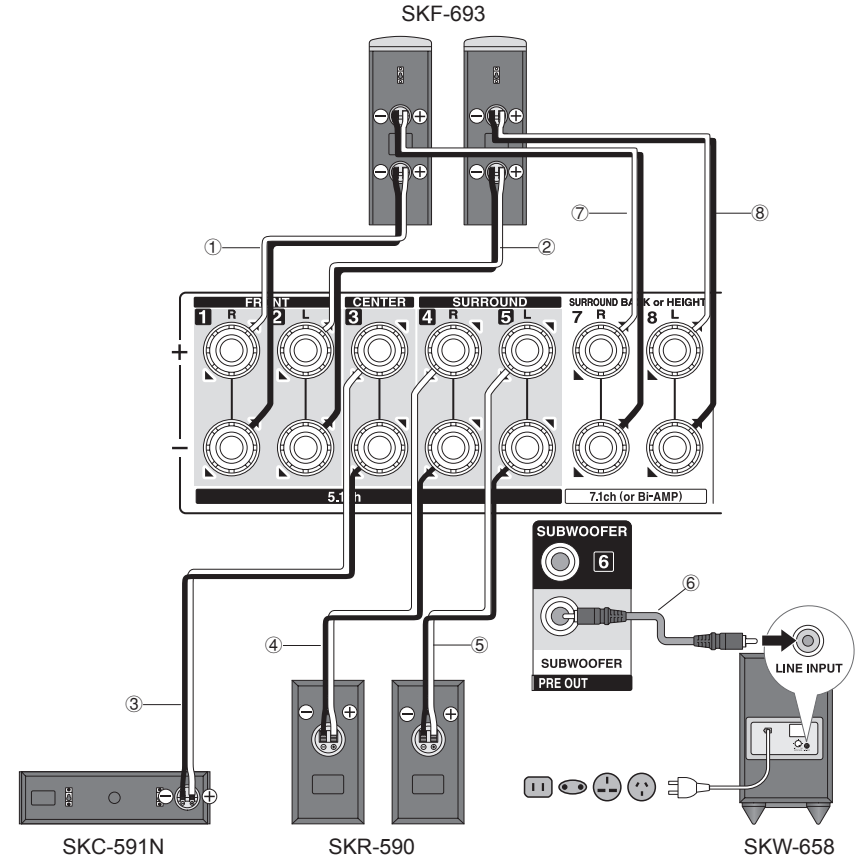 SKF-693
− + − +
− + − +
⑦ ⑧
① ②
FRONT CENTER SURROUND SURROUND BACK or HEIGHT
1 R 2 L 3 4 R 5 L 7 R 8 L
+
−
5.1ch 7.1ch (or Bi-AMP)
SUBWOOFER
6
⑥
④ ⑤
LINE INPUT
SUBWOOFER
PRE OUT
③
− + − +
− +
SKC-591N SKR-590 SKW-658